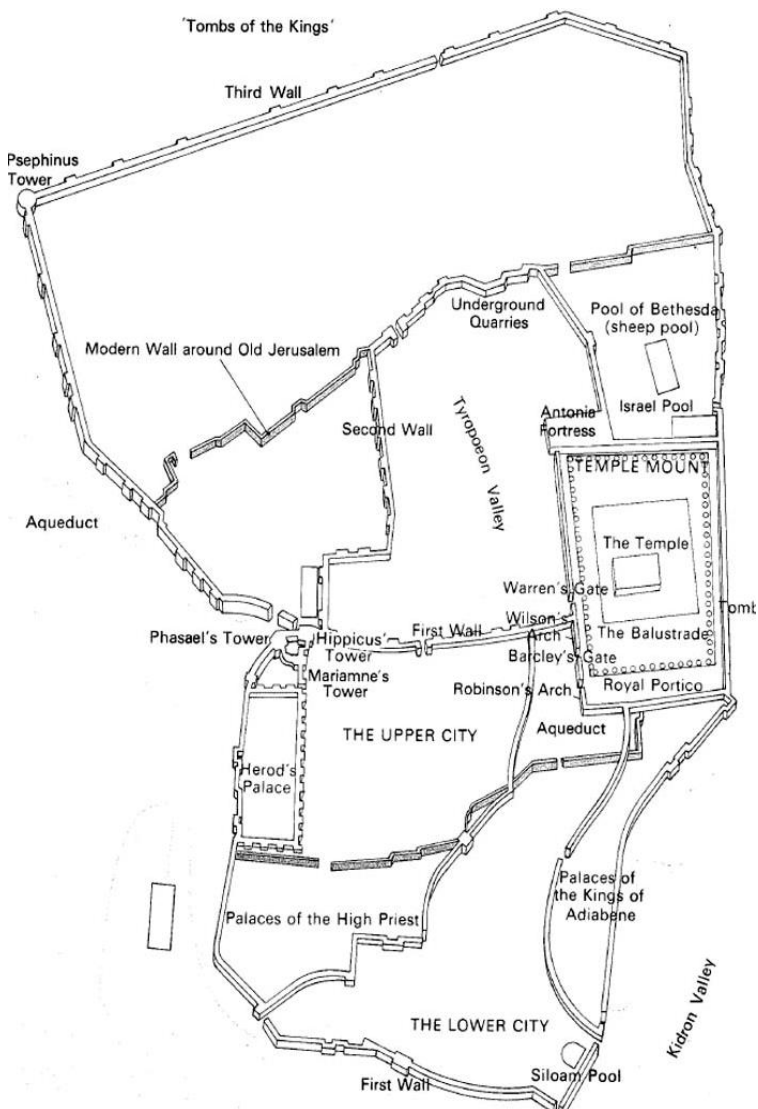 'Tombs of the Kings'
Third Wall
Psephinus
Tower
Underground
Quarries
Pool of Bethesda
(sheep pool)
Modern Wall around Old Jerusalem
Israel Pool
Second Wall
Antonia
Fortress
Tyropoeon Valley
TEMPLE MOUNT
Aqueduct
The Temple
Warren's Gate
Tomb
Wilson's
Arch
First Wall
The Balustrade
Phasael's Tower
Hippicus'
Tower
Barcley's Gate
Mariamne's
Tower
Robinson's Arch
Royal Portico
THE UPPER CITY
Aqueduct
Herod's
Palace
Palaces of
the Kings of
Adiabene
Palaces of the High Priest
THE LOWER CITY
Kidron Valley
Siloam Pool
First Wall